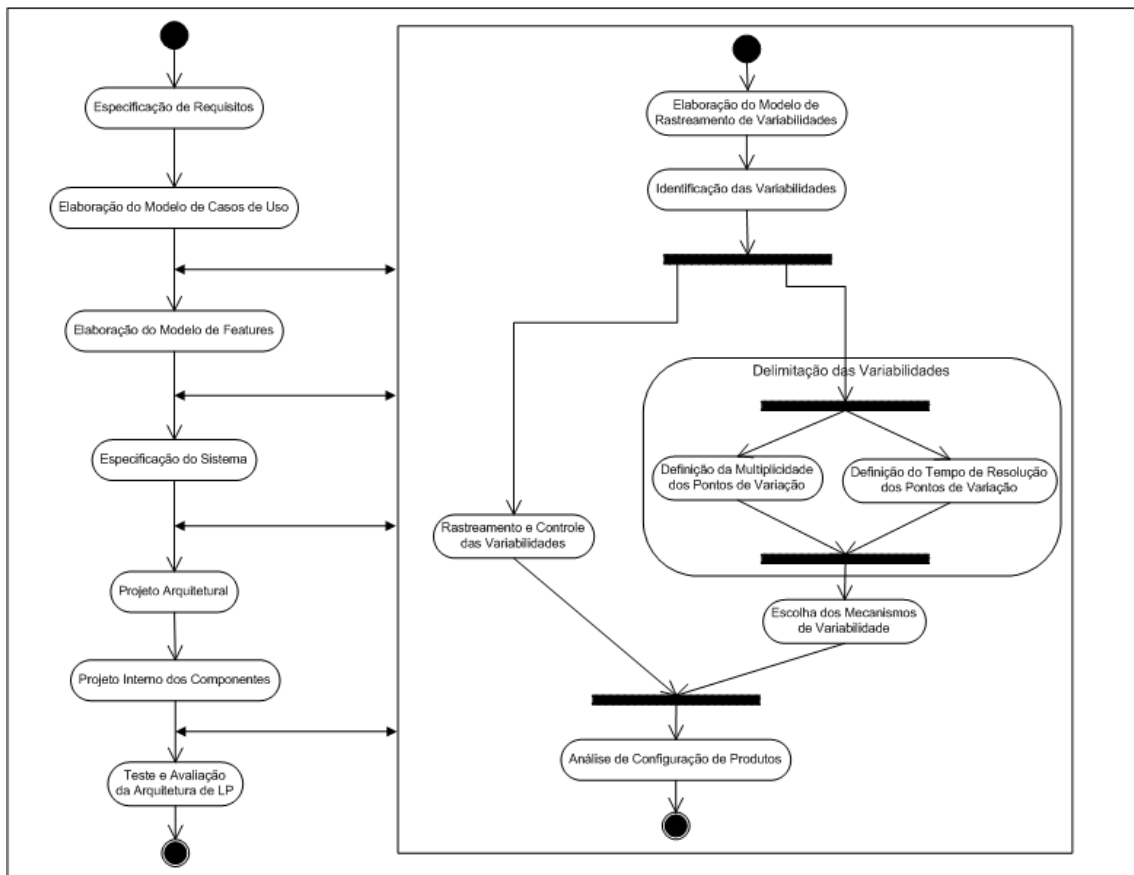 Especificação de Requisitos
Elaboração do Modelo de Casos de Uso
Elaboração do Modelo de Features
Especificação do Sistema
Projeto Arquitetural
Projeto Interno dos Componentes
Teste e Avaliação
da Arquitetura de LP
Elaboração do Modelo de
Rastreamento de Variabilidades
Identificação das Variabilidades
Delimitação das Variabilidades
Definição da Multiplicidade
dos Pontos de Variação
Definição do Tempo de Resolução
dos Pontos de Variação
Rastreamento e Controle
das Variabilidades
Escolha dos Mecanismos
de Variabilidade
Análise de Configuração de Produtos